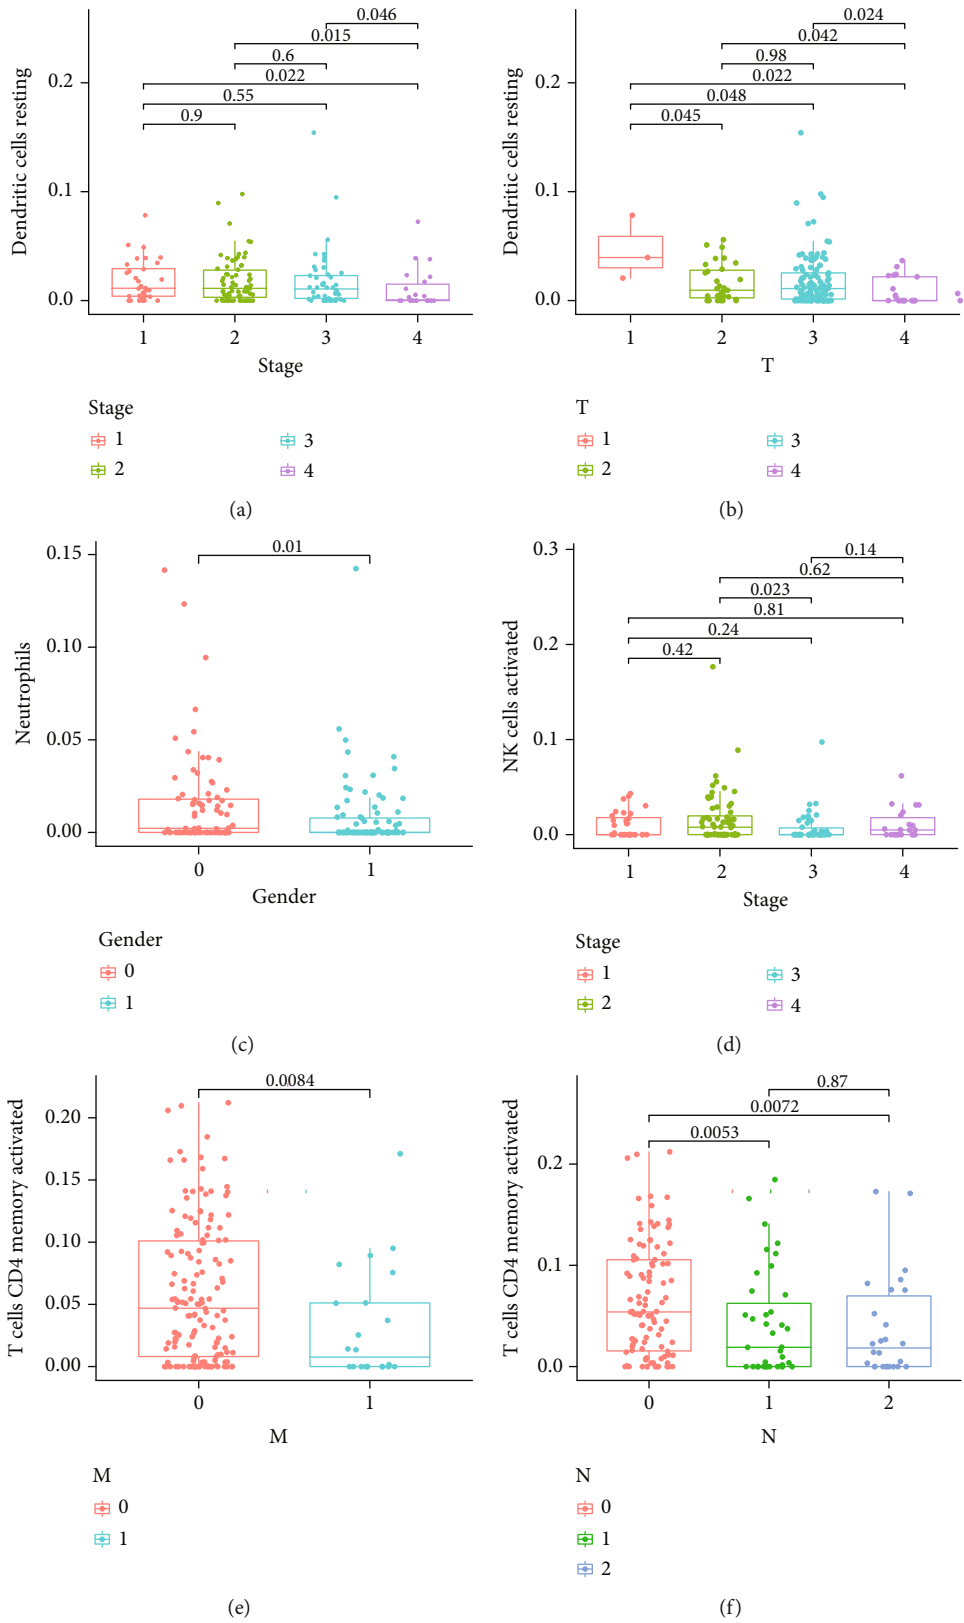 0.046
0.015
0.6
0.022
0.55
0.9
Dendritic cells resting
0.2
0.1
0.0
1 2 3 4
Stage
Stage
1 3
2 4
(a)
0.024
0.042
0.98
0.022
0.048
0.045
Dendritic cells resting
0.2
0.1
0.0
1 2 3 4
T
T
1 3
2 4
(b)
0.01
Neutrophils
0.15
0.10
0.05
0.00
0 1
Gender
Gender
0
1
(c)
0.14
0.62
0.023
0.81
0.24
0.42
NK cells activated
0.3
0.2
0.1
0.0
1 2 3 4
Stage
Stage
1 3
2 4
(d)
0.0084
T cells CD4 memory activated
0.20
0.15
0.10
0.05
0.00
0 1
M
M
0
1
(e)
0.87
0.0072
0.0053
T cells CD4 memory activated
0.2
0.1
0.0
0 1 2
N
N
0
1
2
(f)